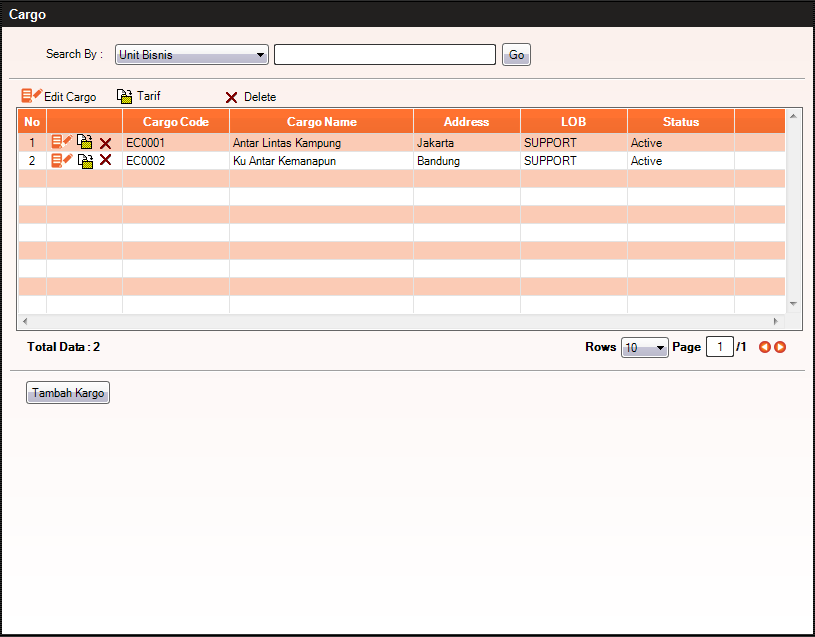 Cargo
Search By : Unit Bisnis Go
Edit Cargo Tarif Delete
No Cargo Code Cargo Name Address LOB Status
1 EC0001 Antar Lintas Kampung Jakarta SUPPORT Active
2 EC0002 Ku Antar Kemanapun Bandung SUPPORT Active
Total Data : 2 Rows 10 Page 1 /1
Tambah Kargo